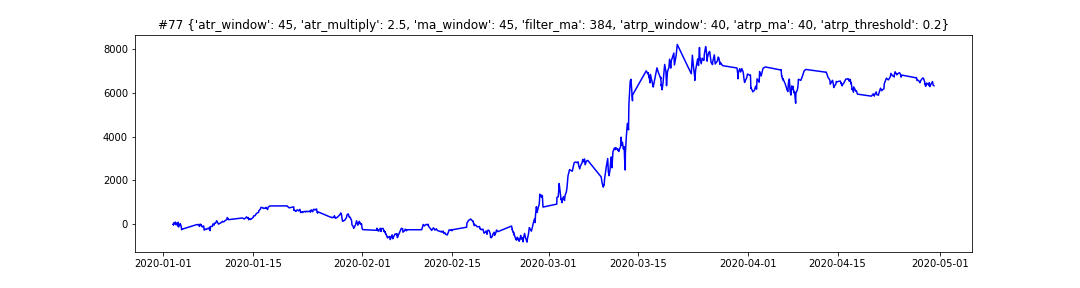 #77 {'atr_window': 45, 'atr_multiply': 2.5, 'ma_window': 45, 'filter_ma': 384, 'atrp_window': 40, 'atrp_ma': 40, 'atrp_threshold': 0.2}
8000
6000
4000
2000
0
2020-01-01 2020-01-15 2020-02-01 2020-02-15 2020-03-01 2020-03-15 2020-04-01 2020-04-15 2020-05-01